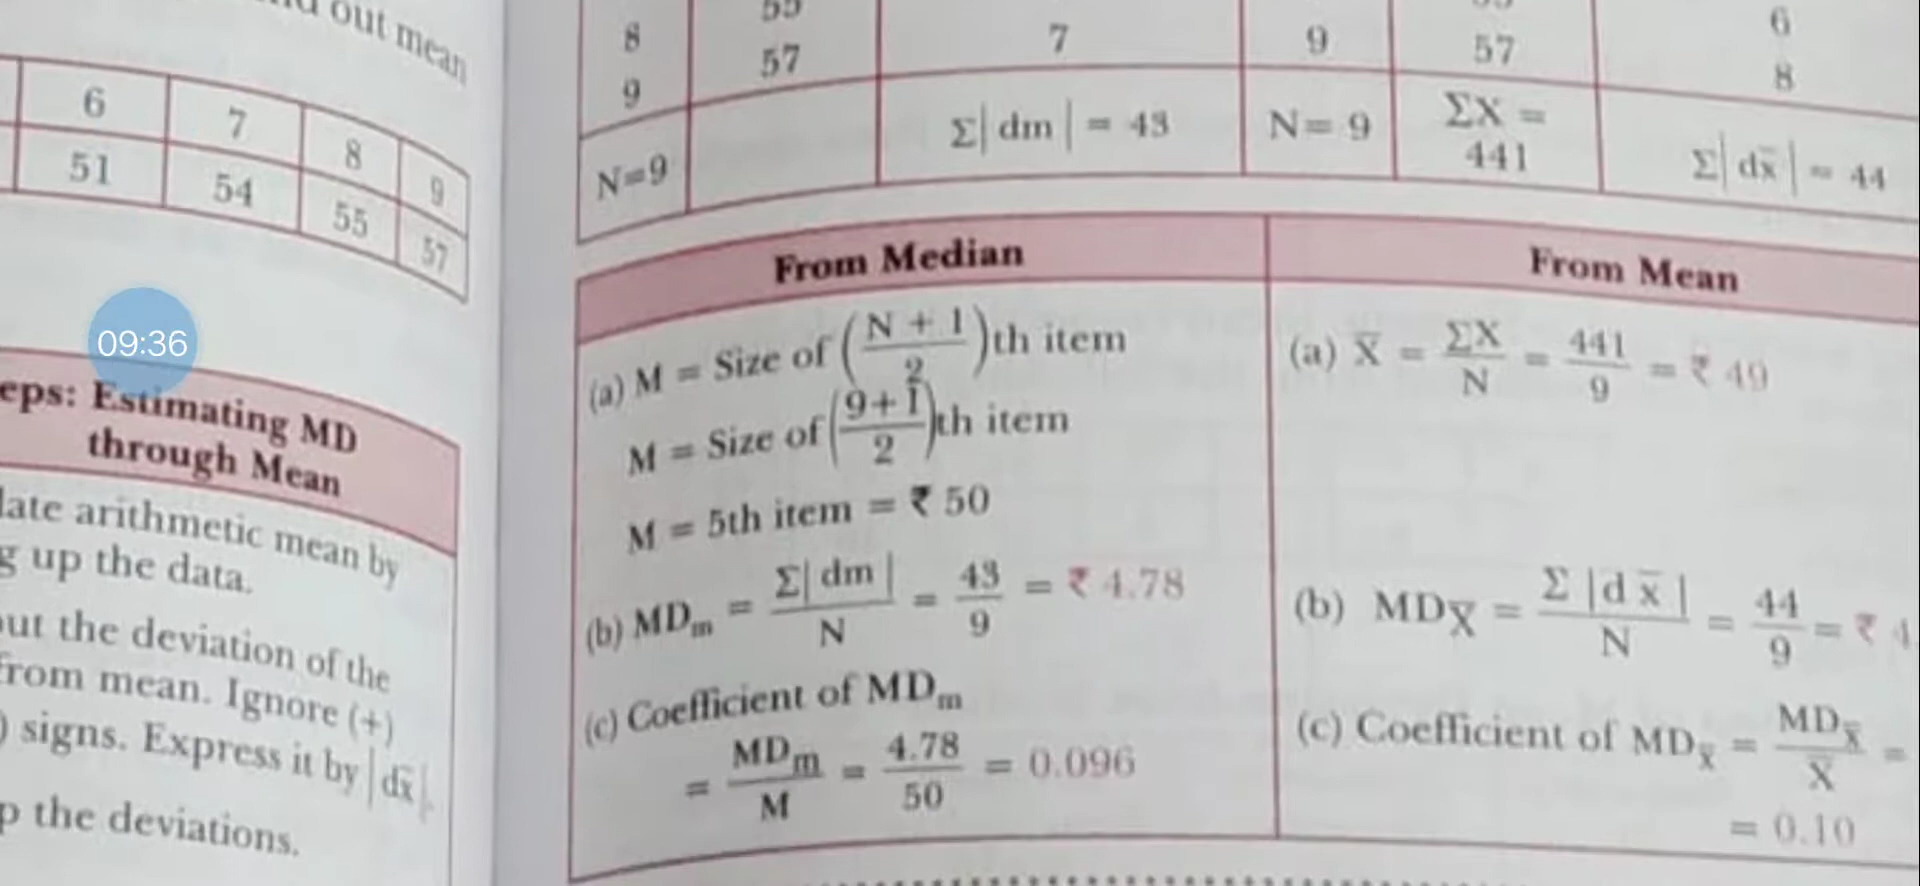 out mean
6 7 8 9
51 54 55 57
09:36
eps: Estimating MD
through Mean
late arithmetic mean by
g up the data.
out the deviation of the
from mean. Ignore (+)
) signs. Express it by |dx̄|.
p the deviations.
8 55 7 9 57 6
9 57 8
N=9 Σ|dm| = 43 N= 9 ΣX = 441 Σ|dx̄| = 44
From Median
(a) M = Size of ((N + 1)/2)th item
M = Size of ((9+1)/2)th item
M = 5th item = ₹ 50
(b) MDm = Σ|dm|/N = 43/9 = ₹ 4.78
(c) Coefficient of MDm
= MDm/M = 4.78/50 = 0.096
From Mean
(a) X̄ = ΣX/N = 441/9 = ₹ 49
(b) MDX̄ = Σ|d x̄|/N = 44/9 = ₹ 4
(c) Coefficient of MDx̄ = MDx̄/X̄ =
= 0.10